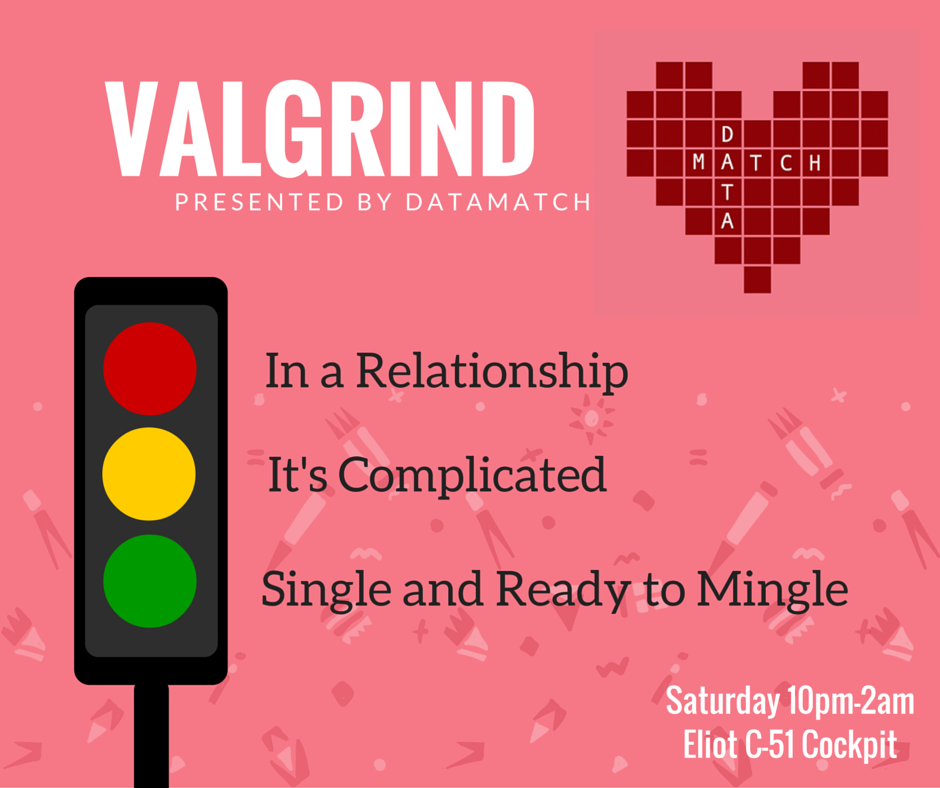 VALGRIND
PRESENTED BY DATAMATCH
DATA
MATCH
In a Relationship
It's Complicated
Single and Ready to Mingle
Saturday 10pm-2am
Eliot C-51 Cockpit